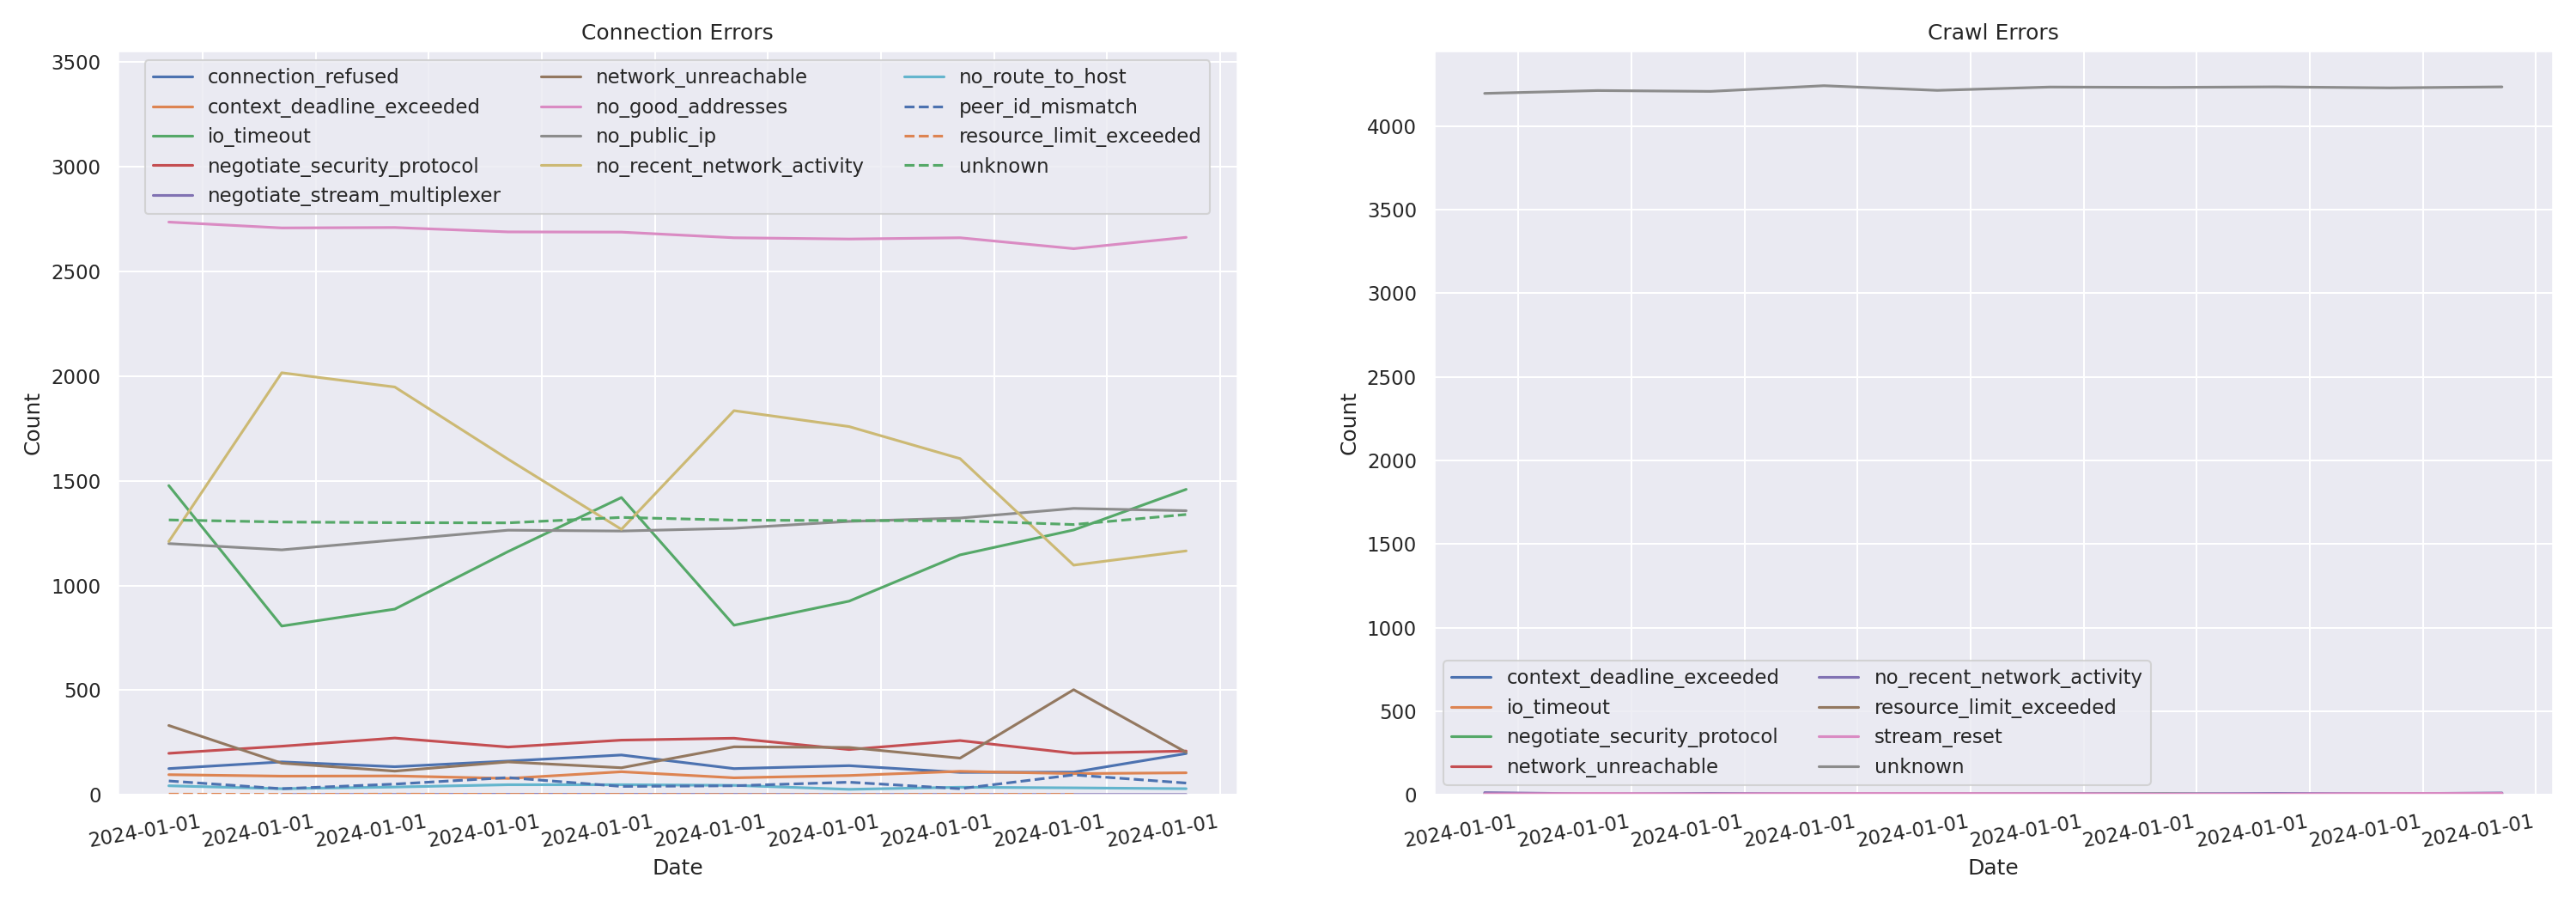 Connection Errors
3500
3000
2500
2000
1500
1000
500
0
Count
connection_refused
context_deadline_exceeded
io_timeout
negotiate_security_protocol
negotiate_stream_multiplexer
network_unreachable
no_good_addresses
no_public_ip
no_recent_network_activity
no_route_to_host
peer_id_mismatch
resource_limit_exceeded
unknown
2024-01-01 2024-01-01 2024-01-01 2024-01-01 2024-01-01 2024-01-01 2024-01-01 2024-01-01 2024-01-01 2024-01-01
Date
Crawl Errors
4000
3500
3000
2500
2000
1500
1000
500
0
Count
context_deadline_exceeded
io_timeout
negotiate_security_protocol
network_unreachable
no_recent_network_activity
resource_limit_exceeded
stream_reset
unknown
2024-01-01 2024-01-01 2024-01-01 2024-01-01 2024-01-01 2024-01-01 2024-01-01 2024-01-01 2024-01-01 2024-01-01
Date